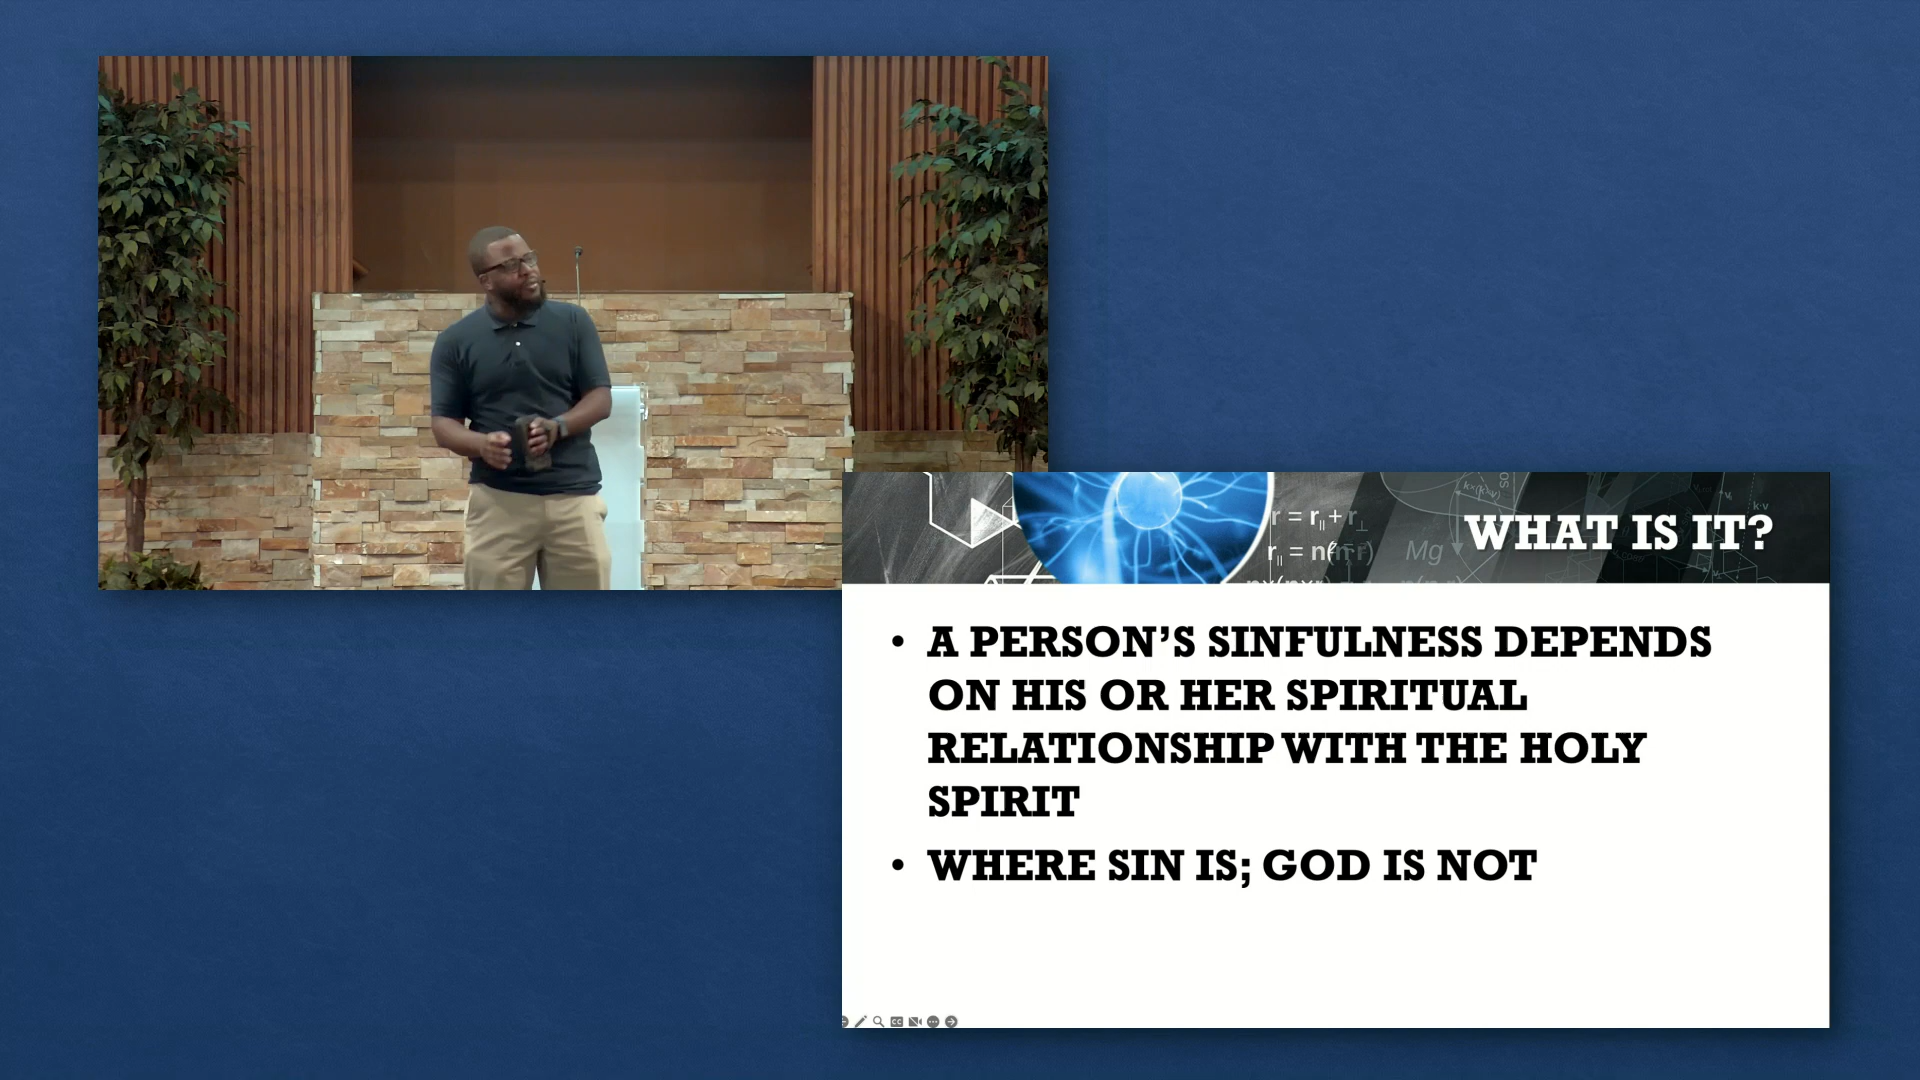 WHAT IS IT?
r = r∥ + r⊥
r∥ = n(n·r)
Mg
• A PERSON'S SINFULNESS DEPENDS
ON HIS OR HER SPIRITUAL
RELATIONSHIP WITH THE HOLY
SPIRIT
• WHERE SIN IS; GOD IS NOT